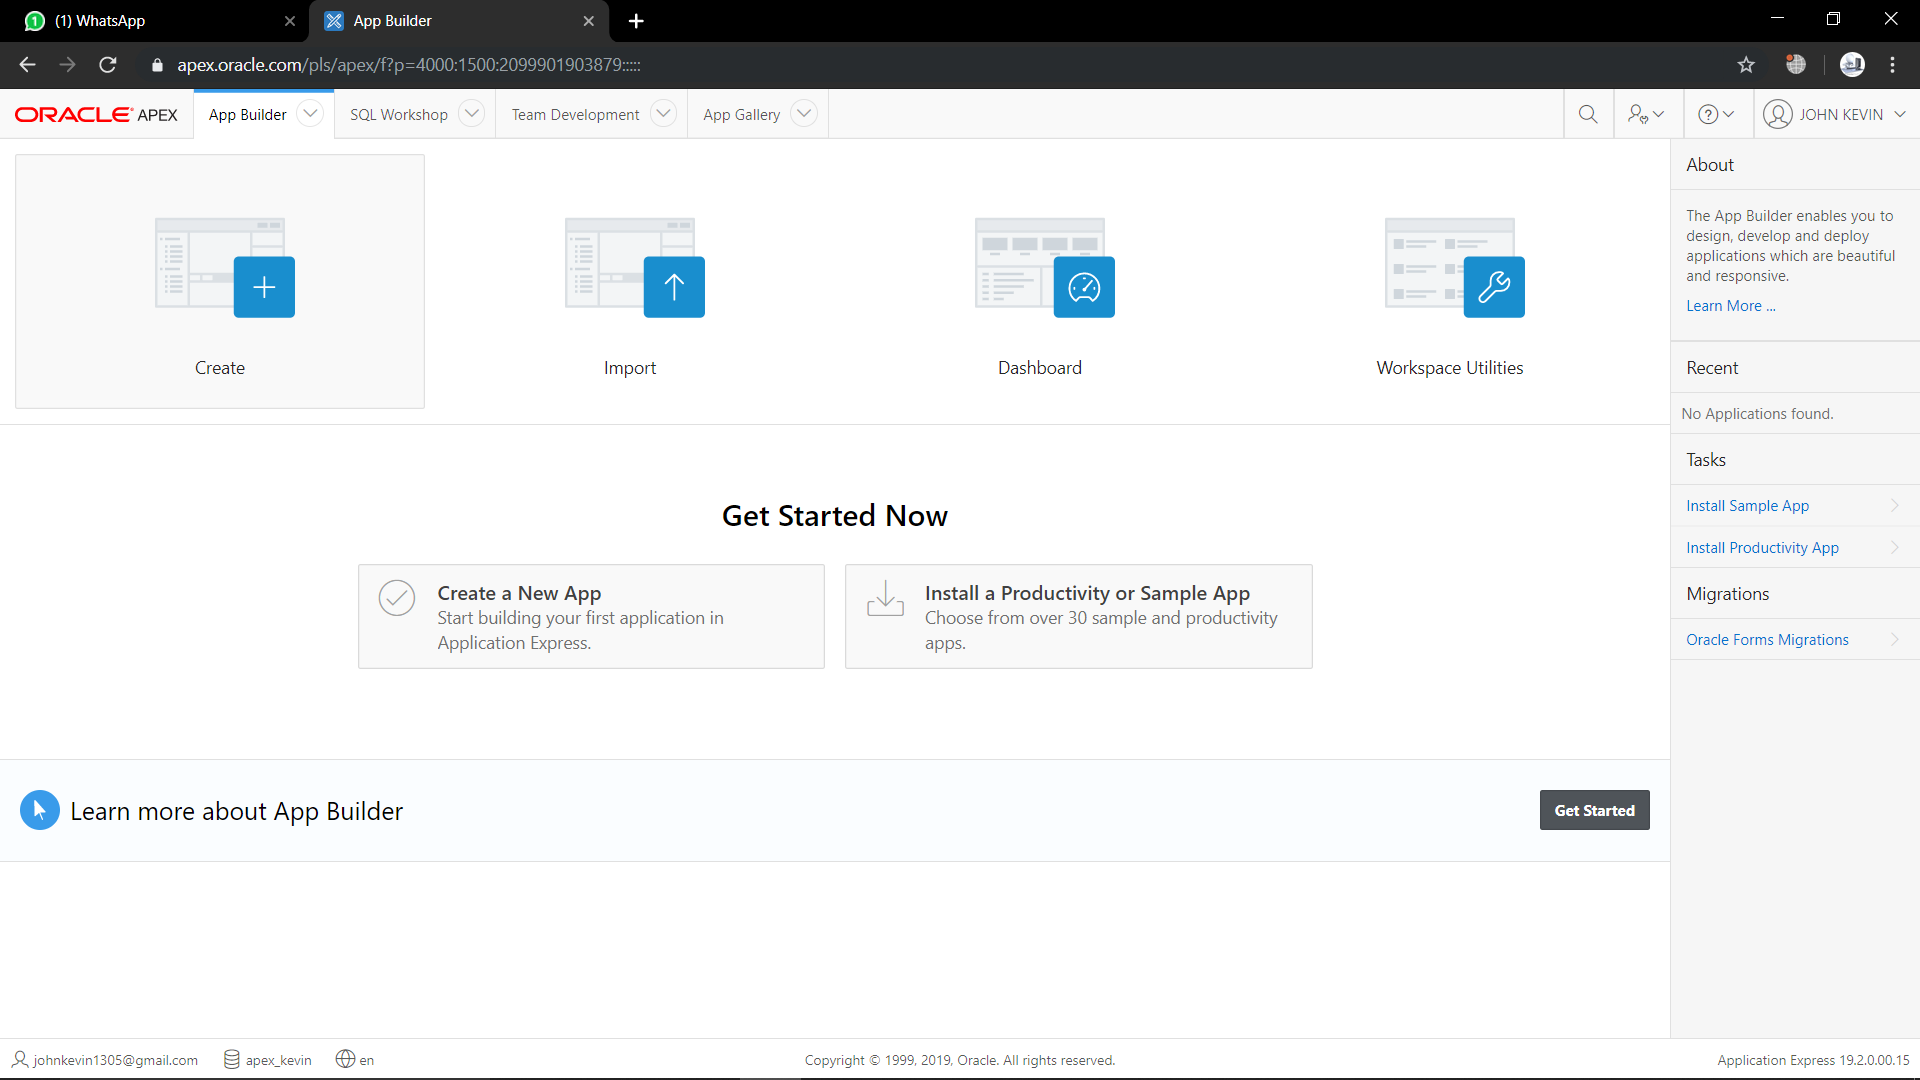 (1) WhatsApp
App Builder
apex.oracle.com/pls/apex/f?p=4000:1500:2099901903879:::::
ORACLE APEX
App Builder
SQL Workshop
Team Development
App Gallery
JOHN KEVIN
Create
Import
Dashboard
Workspace Utilities
Get Started Now
Create a New App
Start building your first application in
Application Express.
Install a Productivity or Sample App
Choose from over 30 sample and productivity
apps.
Learn more about App Builder
Get Started
About
The App Builder enables you to
design, develop and deploy
applications which are beautiful
and responsive.
Learn More ...
Recent
No Applications found.
Tasks
Install Sample App
Install Productivity App
Migrations
Oracle Forms Migrations
johnkevin1305@gmail.com
apex_kevin
en
Copyright © 1999, 2019, Oracle. All rights reserved.
Application Express 19.2.0.00.15